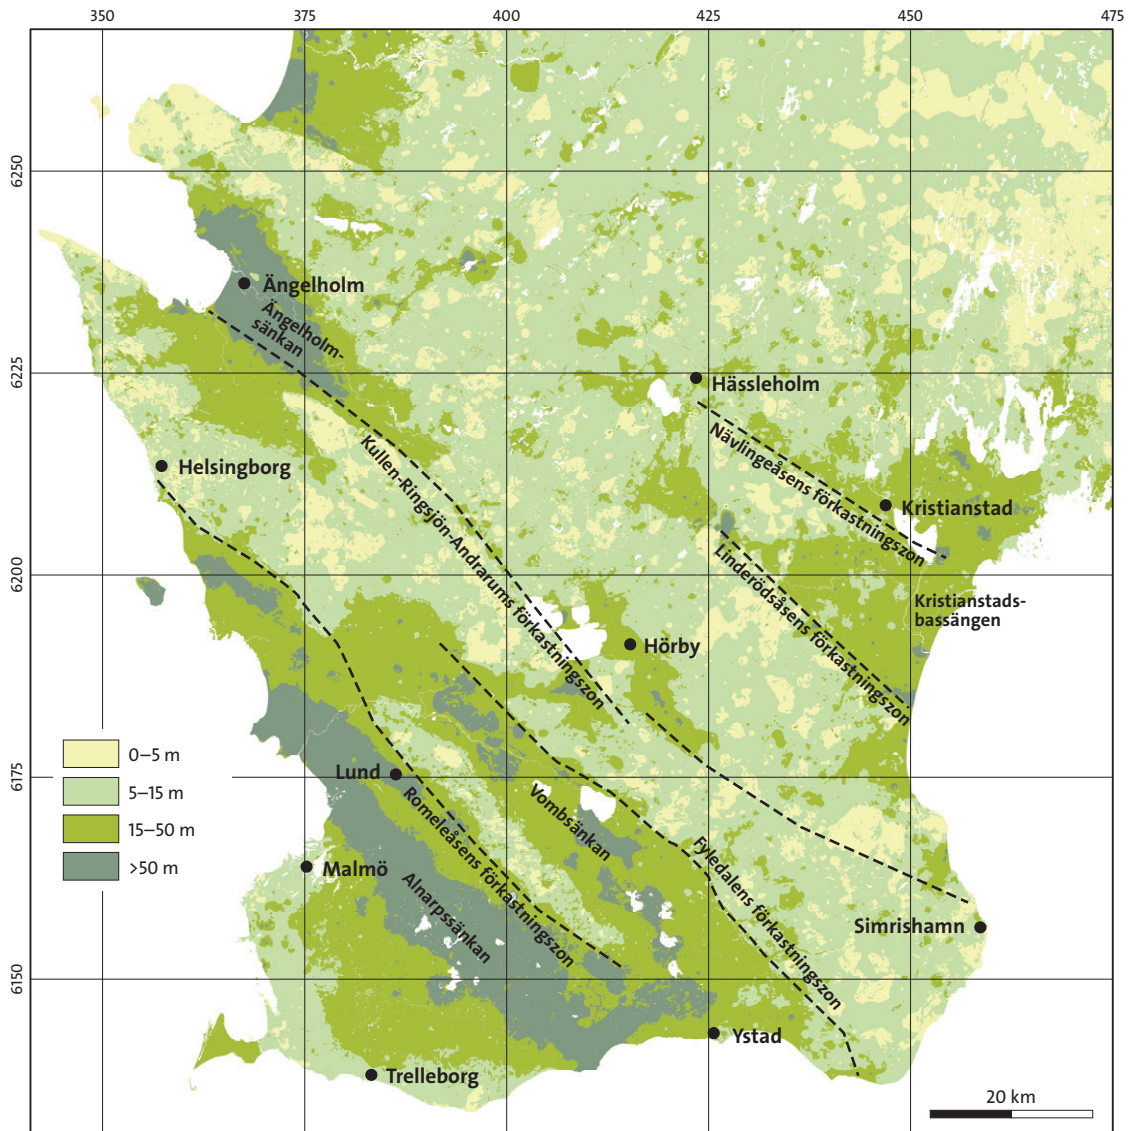 350 375 400 425 450 475
6250
6225
6200
6175
6150
Ängelholm
Ängelholm-
sänkan
Hässleholm
Helsingborg
Kullen-Ringsjön-Andrarums förkastningszon
Nävlingeåsens förkastningszon
Kristianstad
Linderödsåsens förkastningszon
Kristianstads-
bassängen
Hörby
0–5 m
5–15 m
15–50 m
>50 m
Lund
Romeleåsens förkastningszon
Vombsänkan
Fyledalens förkastningszon
Malmö
Alnarpssänkan
Simrishamn
Ystad
Trelleborg
20 km